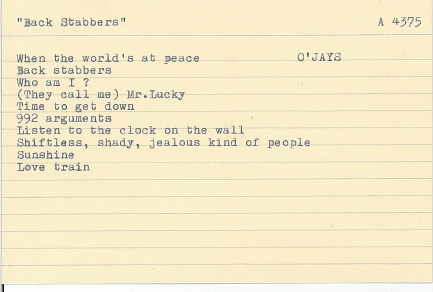 "Back Stabbers" A 4375
When the world's at peace O'JAYS
Back stabbers
Who am I ?
(They call me) Mr.Lucky
Time to get down
992 arguments
Listen to the clock on the wall
Shiftless, shady, jealous kind of people
Sunshine
Love train